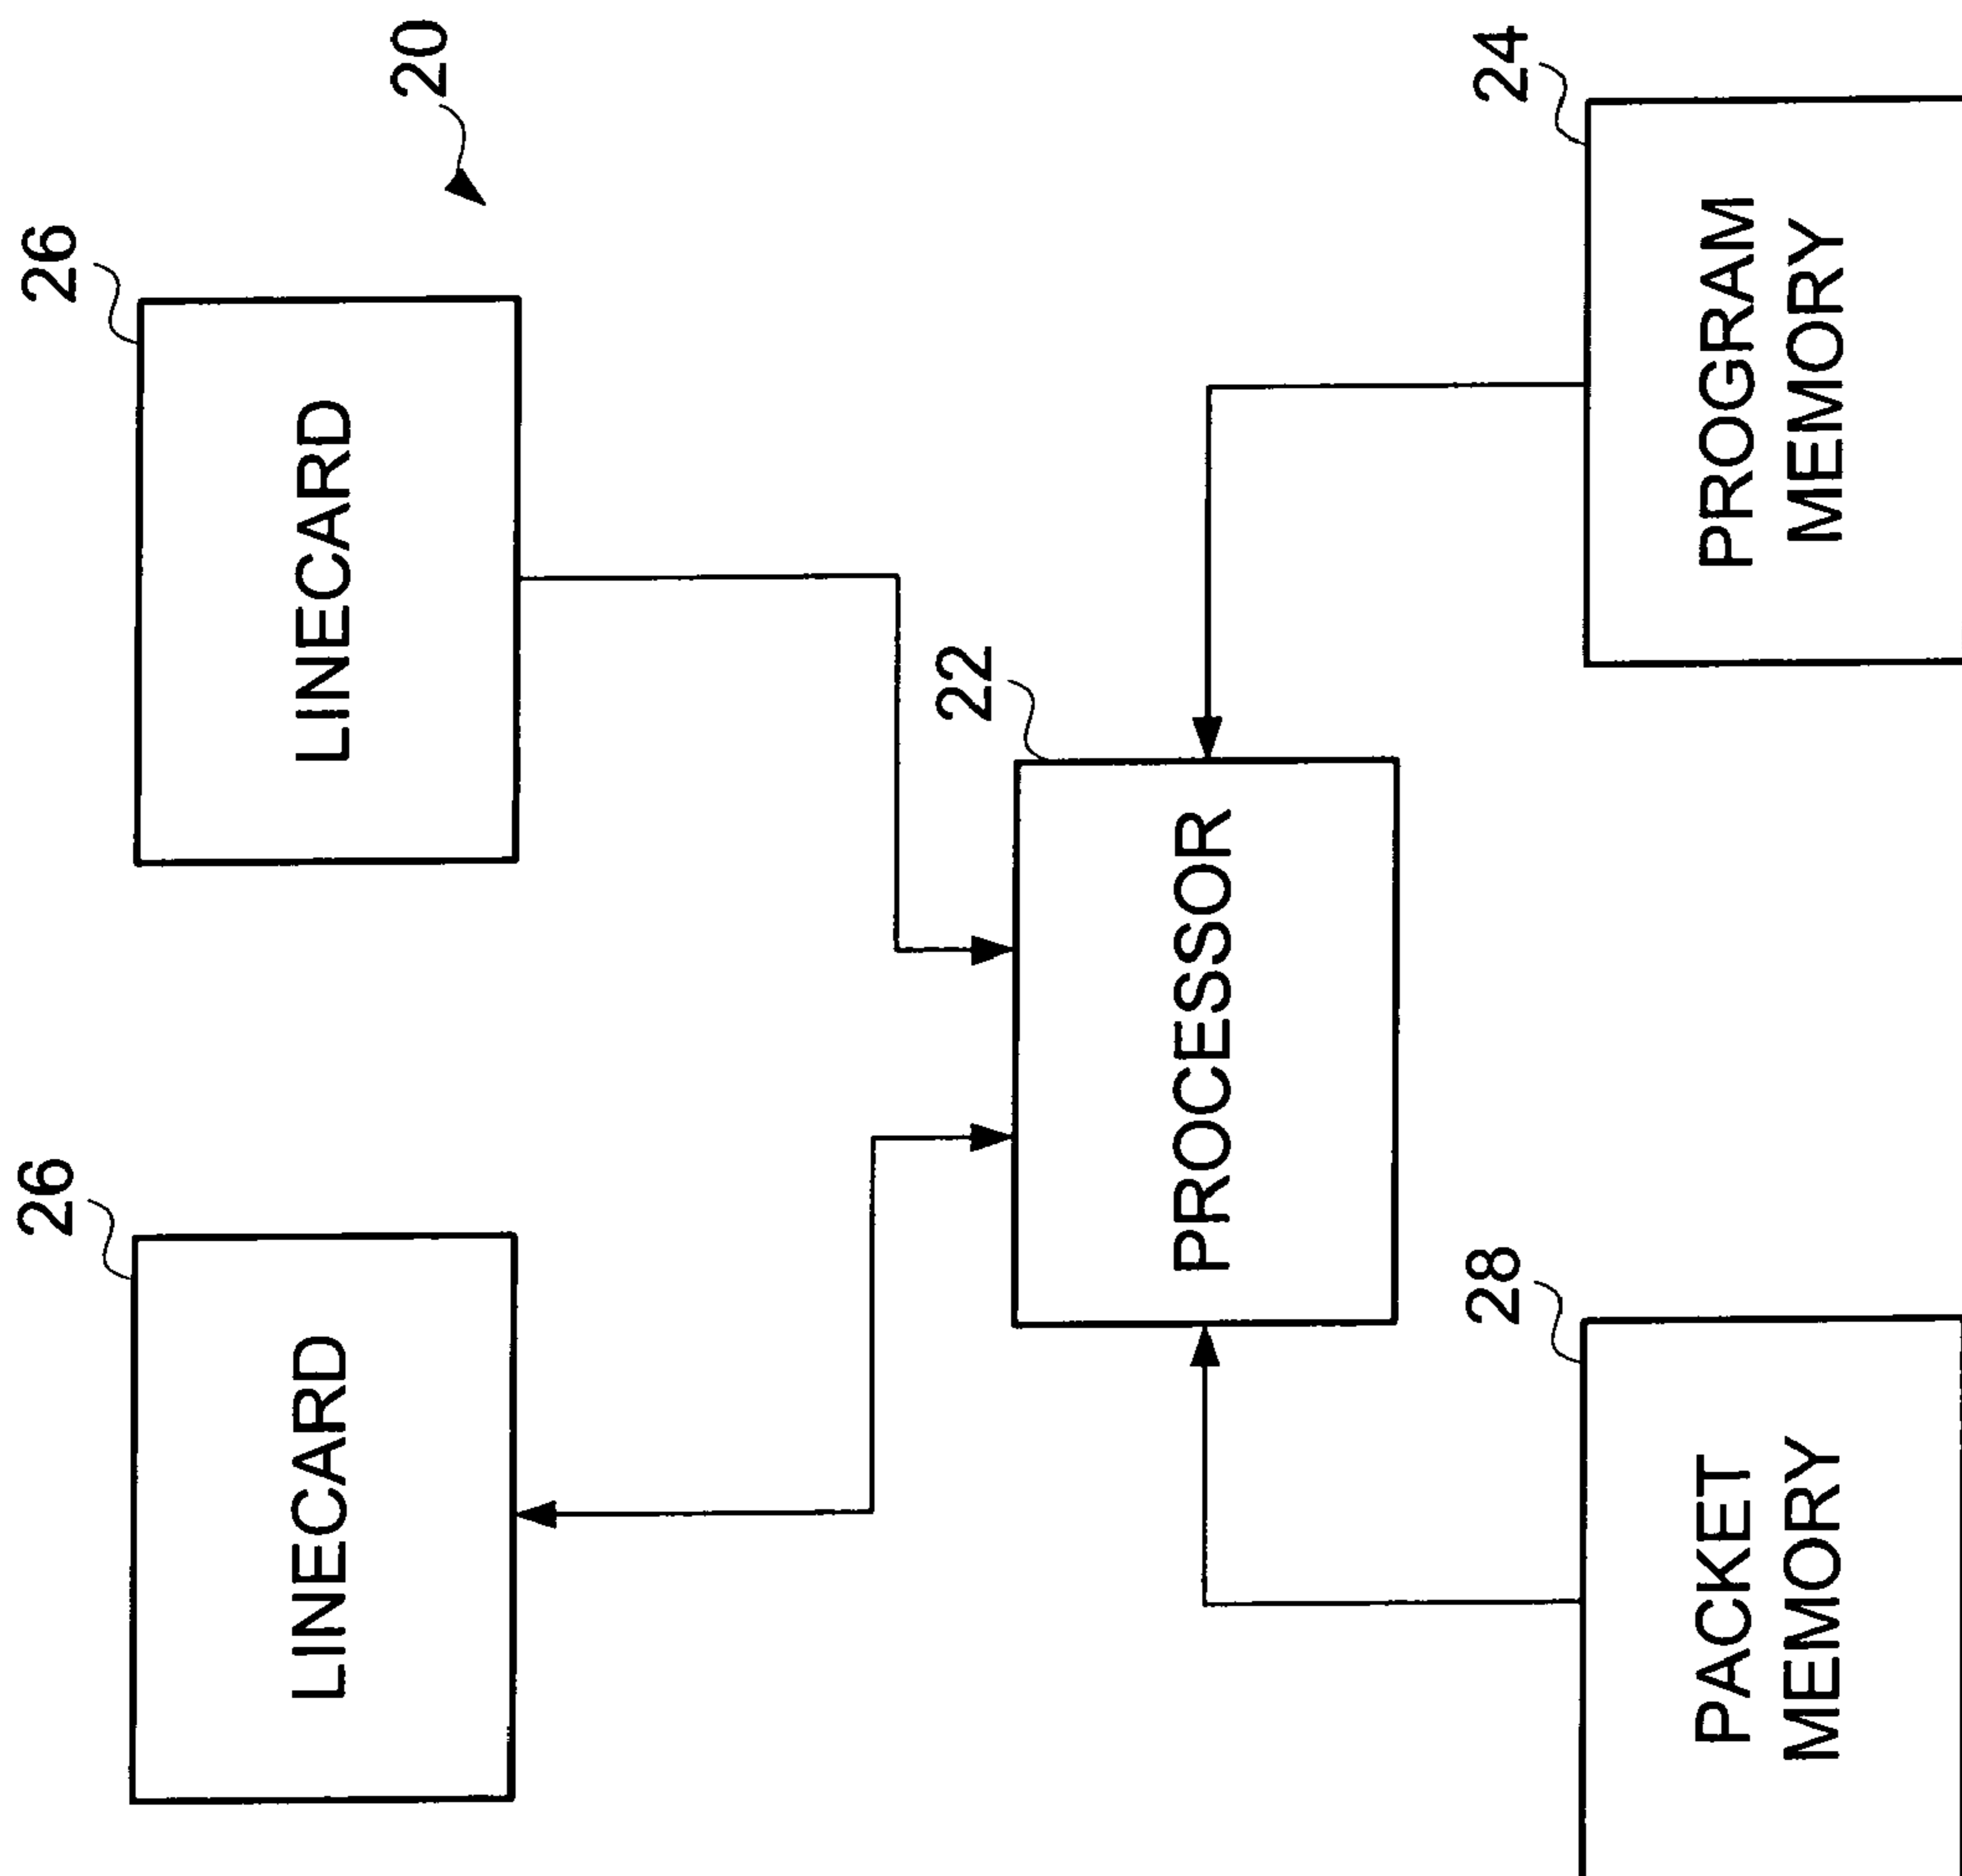 20
26
LINECARD
26
LINECARD
22
PROCESSOR
28
PACKET
MEMORY
24
PROGRAM
MEMORY